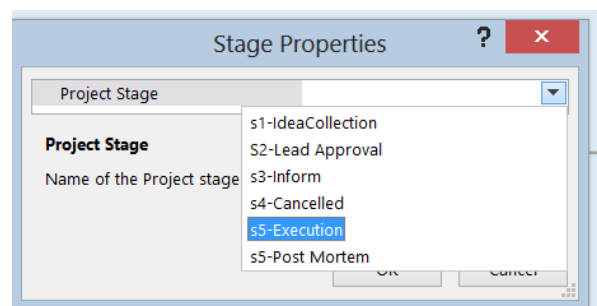 Stage Properties ?
Project Stage
s1-IdeaCollection
S2-Lead Approval
s3-Inform
s4-Cancelled
s5-Execution
s5-Post Mortem
Project Stage
Name of the Project stage